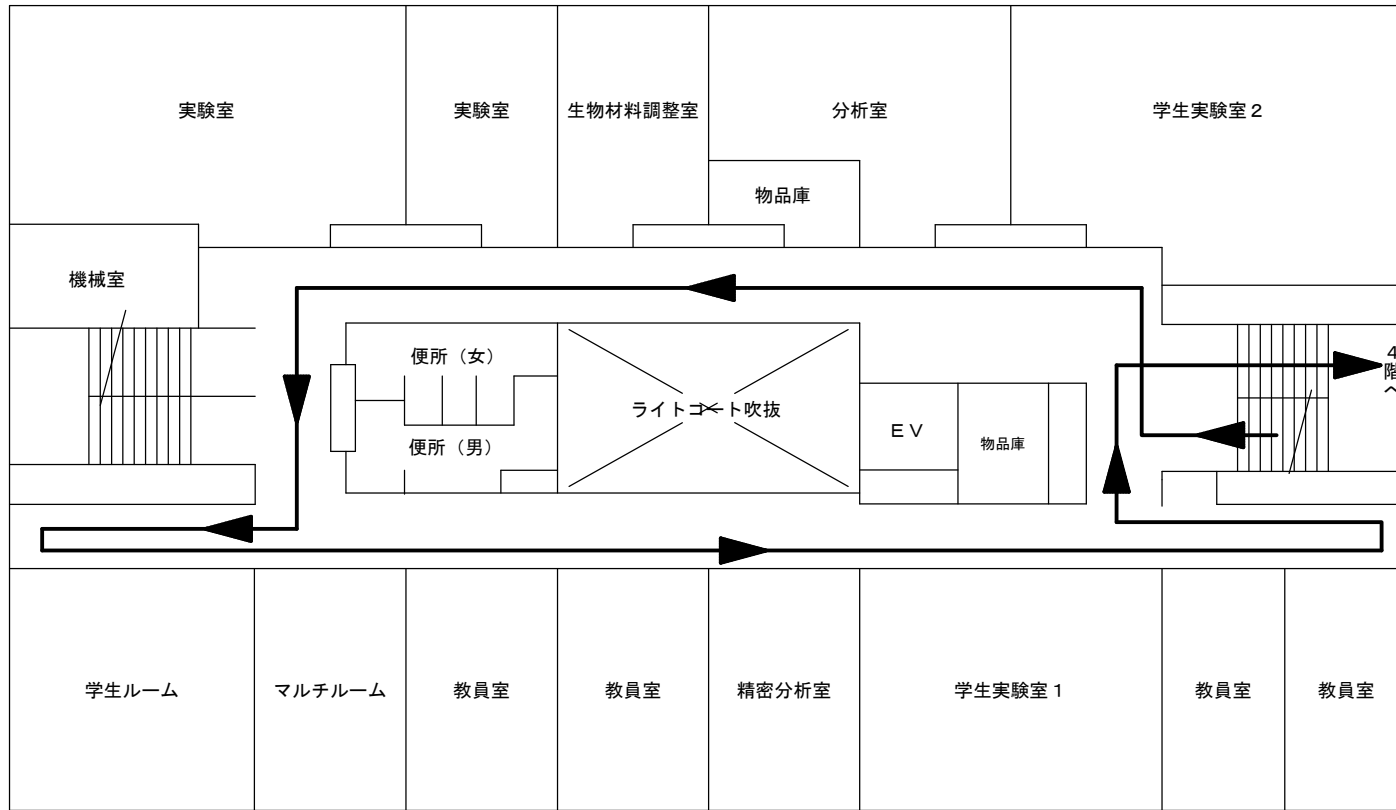 実験室
実験室
生物材料調整室
分析室
学生実験室２
物品庫
機械室
便所（女）
ライトコート吹抜
便所（男）
ＥＶ
物品庫
４階へ
学生ルーム
マルチルーム
教員室
教員室
精密分析室
学生実験室１
教員室
教員室